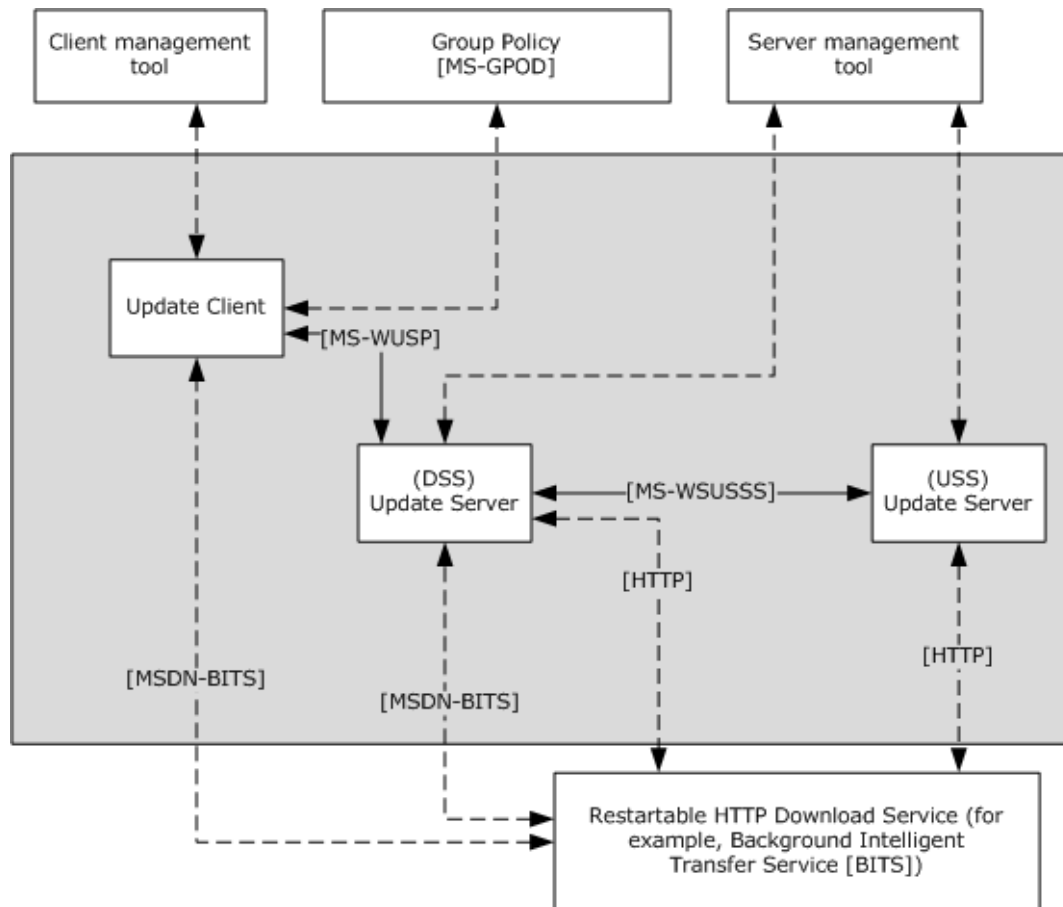 Client management
tool
Group Policy
[MS-GPOD]
Server management
tool
Update Client
[MS-WUSP]
(DSS)
Update Server
[MS-WSUSSS]
(USS)
Update Server
[HTTP]
[HTTP]
[MSDN-BITS]
[MSDN-BITS]
Restartable HTTP Download Service (for
example, Background Intelligent
Transfer Service [BITS])